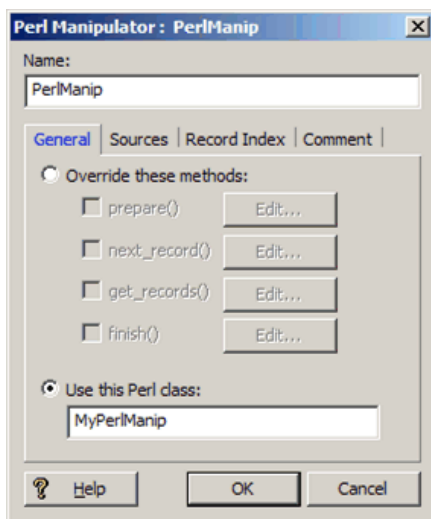 Perl Manipulator : PerlManip
Name:
PerlManip
General Sources Record Index Comment
Override these methods:
prepare() Edit...
next_record() Edit...
get_records() Edit...
finish() Edit...
Use this Perl class:
MyPerlManip
Help OK Cancel